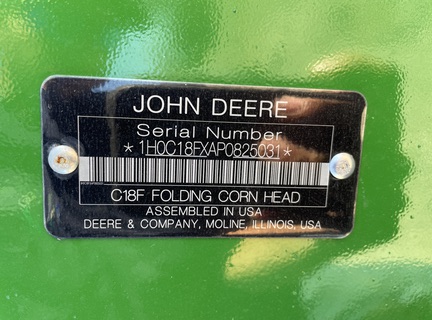 JOHN DEERE
Serial Number
*1H0C18FXAP0825031*
C18F FOLDING CORN HEAD
ASSEMBLED IN USA
DEERE & COMPANY, MOLINE, ILLINOIS, USA